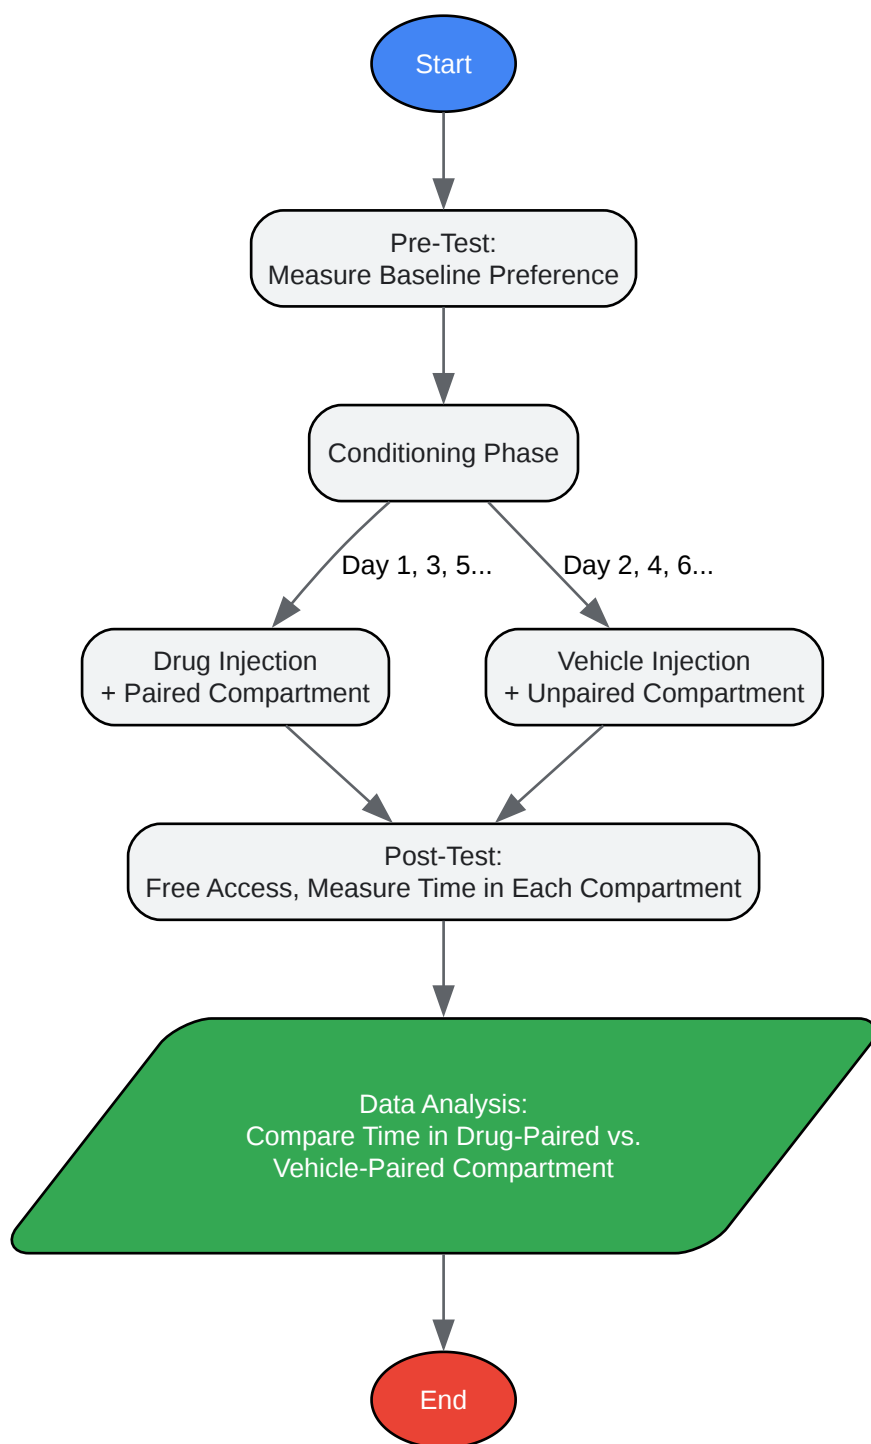 Start
Pre-Test:
Measure Baseline Preference
Conditioning Phase
Day 1, 3, 5...
Day 2, 4, 6...
Drug Injection
+ Paired Compartment
Vehicle Injection
+ Unpaired Compartment
Post-Test:
Free Access, Measure Time in Each Compartment
Data Analysis:
Compare Time in Drug-Paired vs.
Vehicle-Paired Compartment
End